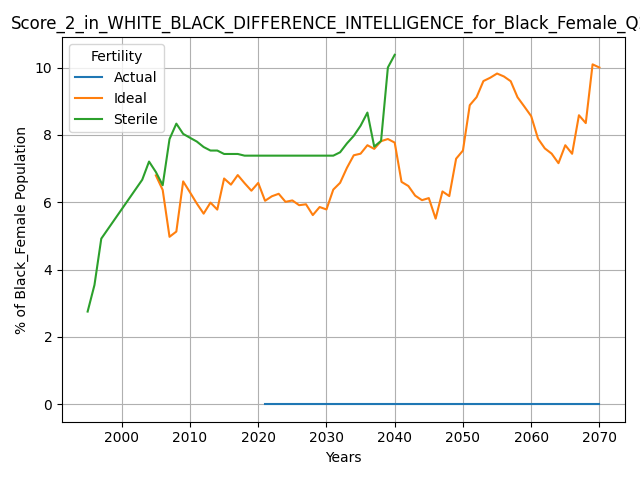 Score_2_in_WHITE_BLACK_DIFFERENCE_INTELLIGENCE_for_Black_Female_Q
Fertility
Actual
Ideal
Sterile
% of Black_Female Population
10
8
6
4
2
0
2000 2010 2020 2030 2040 2050 2060 2070
Years